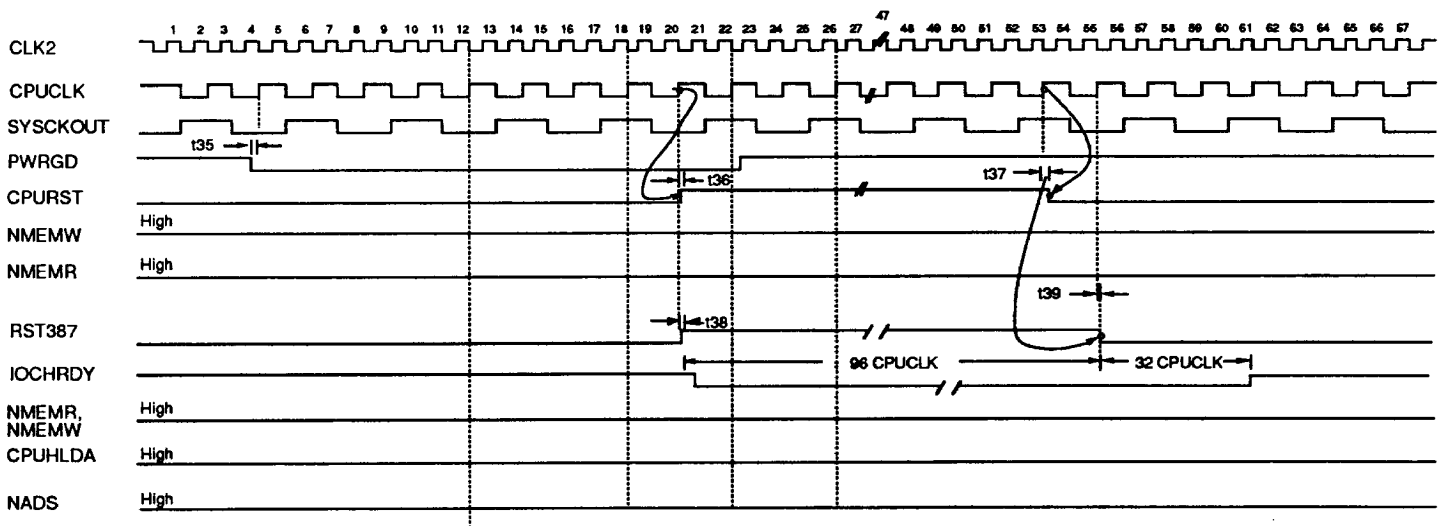 47
1 2 3 4 5 6 7 8 9 10 11 12 13 14 15 16 17 18 19 20 21 22 23 24 25 26 27 48 49 50 51 52 53 54 55 56 57 58 59 60 61 62 63 64 65 66 67
CLK2
CPUCLK
SYSCKOUT
t35
PWRGD
t36
t37
CPURST
High
NMEMW
High
NMEMR
t39
t38
RST387
96 CPUCLK
32 CPUCLK
IOCHRDY
NMEMR,
NMEMW
High
CPUHLDA
High
NADS
High